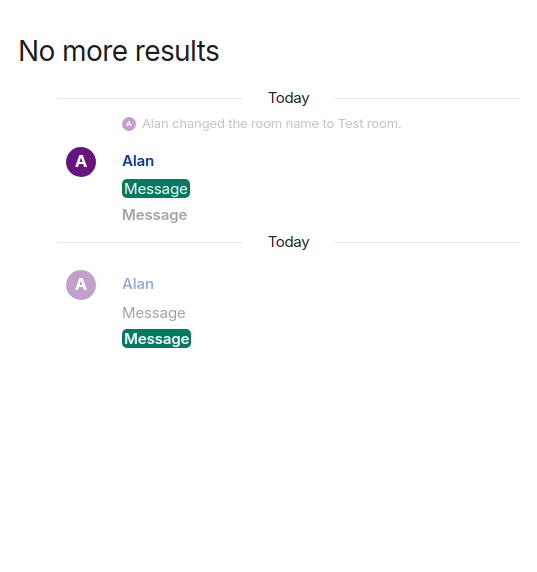 No more results
Today
A Alan changed the room name to Test room.
A Alan
Message
Message
Today
A Alan
Message
Message